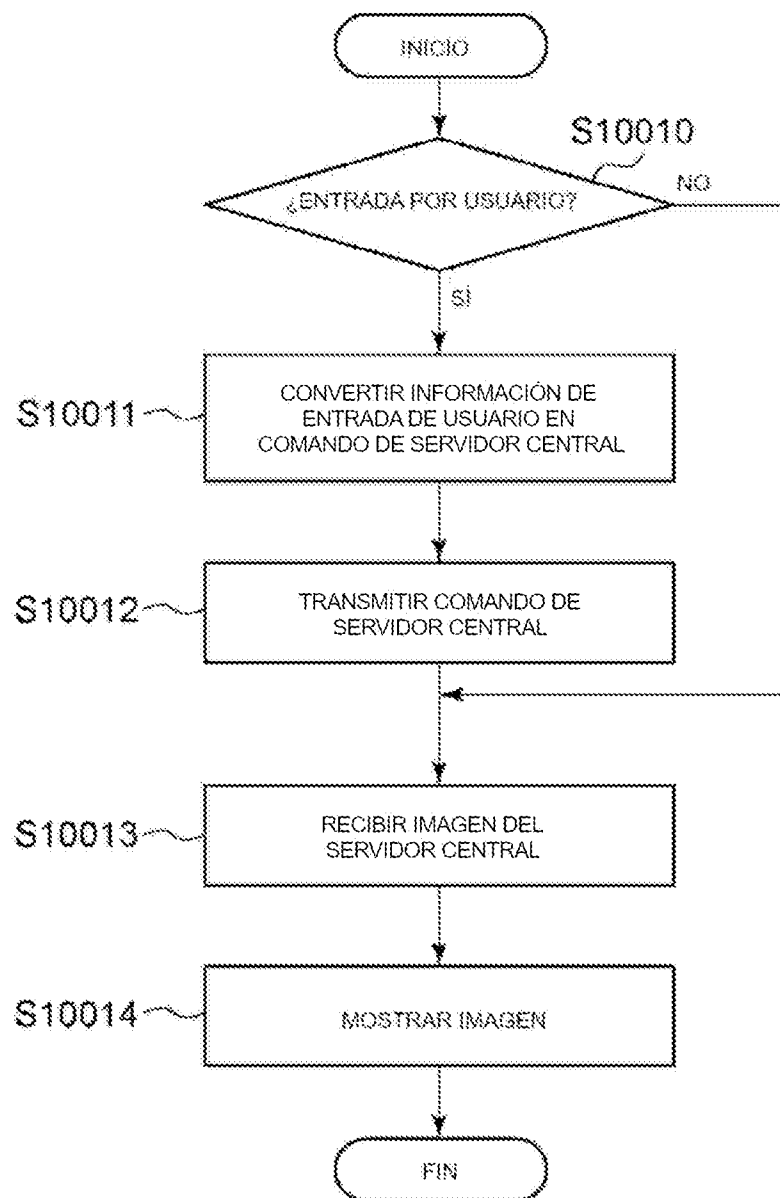 INICIO
S10010
¿ENTRADA POR USUARIO?
NO
SÍ
S10011
CONVERTIR INFORMACIÓN DE
ENTRADA DE USUARIO EN
COMANDO DE SERVIDOR CENTRAL
S10012
TRANSMITIR COMANDO DE
SERVIDOR CENTRAL
S10013
RECIBIR IMAGEN DEL
SERVIDOR CENTRAL
S10014
MOSTRAR IMAGEN
FIN